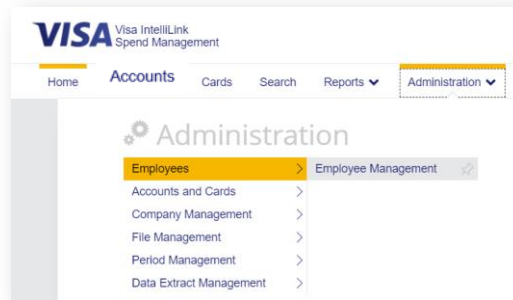 VISA Visa IntelliLink
Spend Management
Home Accounts Cards Search Reports Administration
Administration
Employees Employee Management
Accounts and Cards
Company Management
File Management
Period Management
Data Extract Management